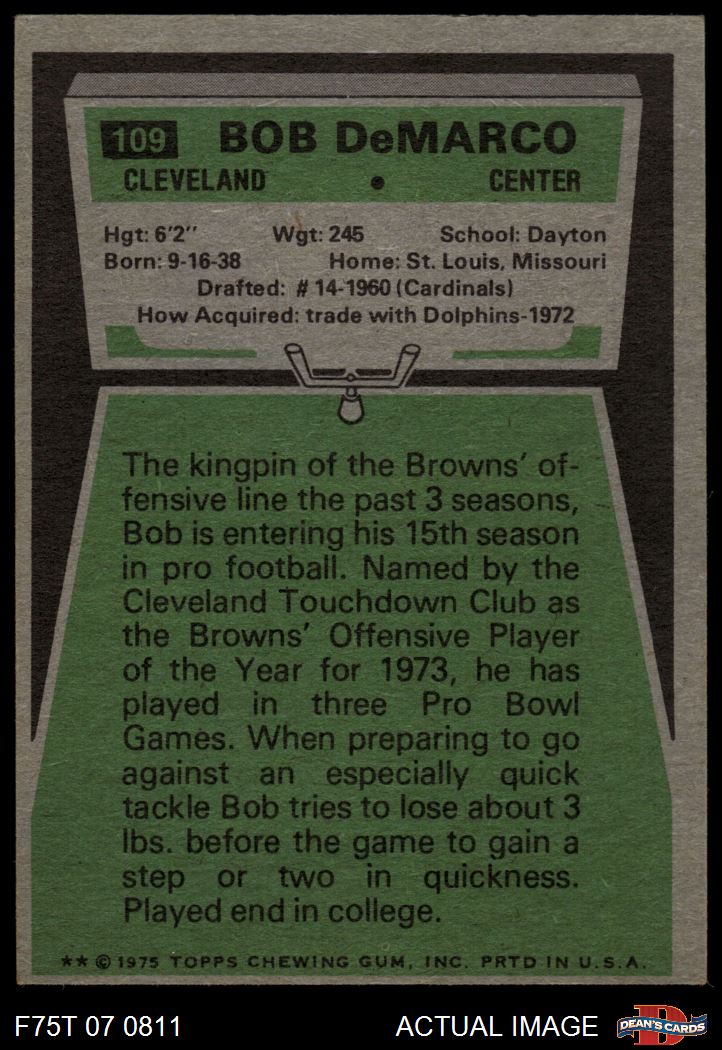 109 BOB DeMARCO
CLEVELAND • CENTER
Hgt: 6'2" Wgt: 245 School: Dayton
Born: 9-16-38 Home: St. Louis, Missouri
Drafted: # 14-1960 (Cardinals)
How Acquired: trade with Dolphins-1972
The kingpin of the Browns' of-
fensive line the past 3 seasons,
Bob is entering his 15th season
in pro football. Named by the
Cleveland Touchdown Club as
the Browns' Offensive Player
of the Year for 1973, he has
played in three Pro Bowl
Games. When preparing to go
against an especially quick
tackle Bob tries to lose about 3
lbs. before the game to gain a
step or two in quickness.
Played end in college.
** © 1975 TOPPS CHEWING GUM, INC. PRTD IN U.S.A.
F75T 07 0811 ACTUAL IMAGE D DEAN'S CARDS